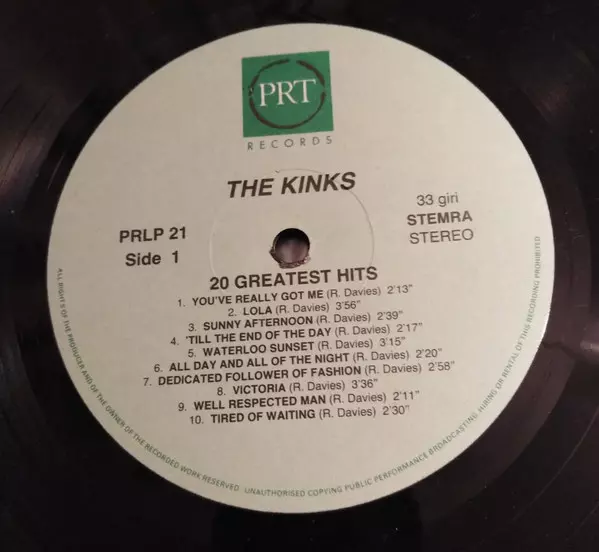 PRT
RECORDS
THE KINKS
PRLP 21
Side 1
33 giri
STEMRA
STEREO
20 GREATEST HITS
1. YOU'VE REALLY GOT ME (R. Davies) 2'13"
2. LOLA (R. Davies) 3'56"
3. SUNNY AFTERNOON (R. Davies) 2'39"
4. 'TILL THE END OF THE DAY (R. Davies) 2'17"
5. WATERLOO SUNSET (R. Davies) 3'15"
6. ALL DAY AND ALL OF THE NIGHT (R. Davies) 2'20"
7. DEDICATED FOLLOWER OF FASHION (R. Davies) 2'58"
8. VICTORIA (R. Davies) 3'36"
9. WELL RESPECTED MAN (R. Davies) 2'11"
10. TIRED OF WAITING (R. Davies) 2'30"
ALL RIGHTS OF THE PRODUCER AND OF THE OWNER OF THE RECORDED WORK RESERVED. UNAUTHORISED COPYING PUBLIC PERFORMANCE BROADCASTING, HIRING OR RENTAL OF THIS RECORDING PROHIBITED